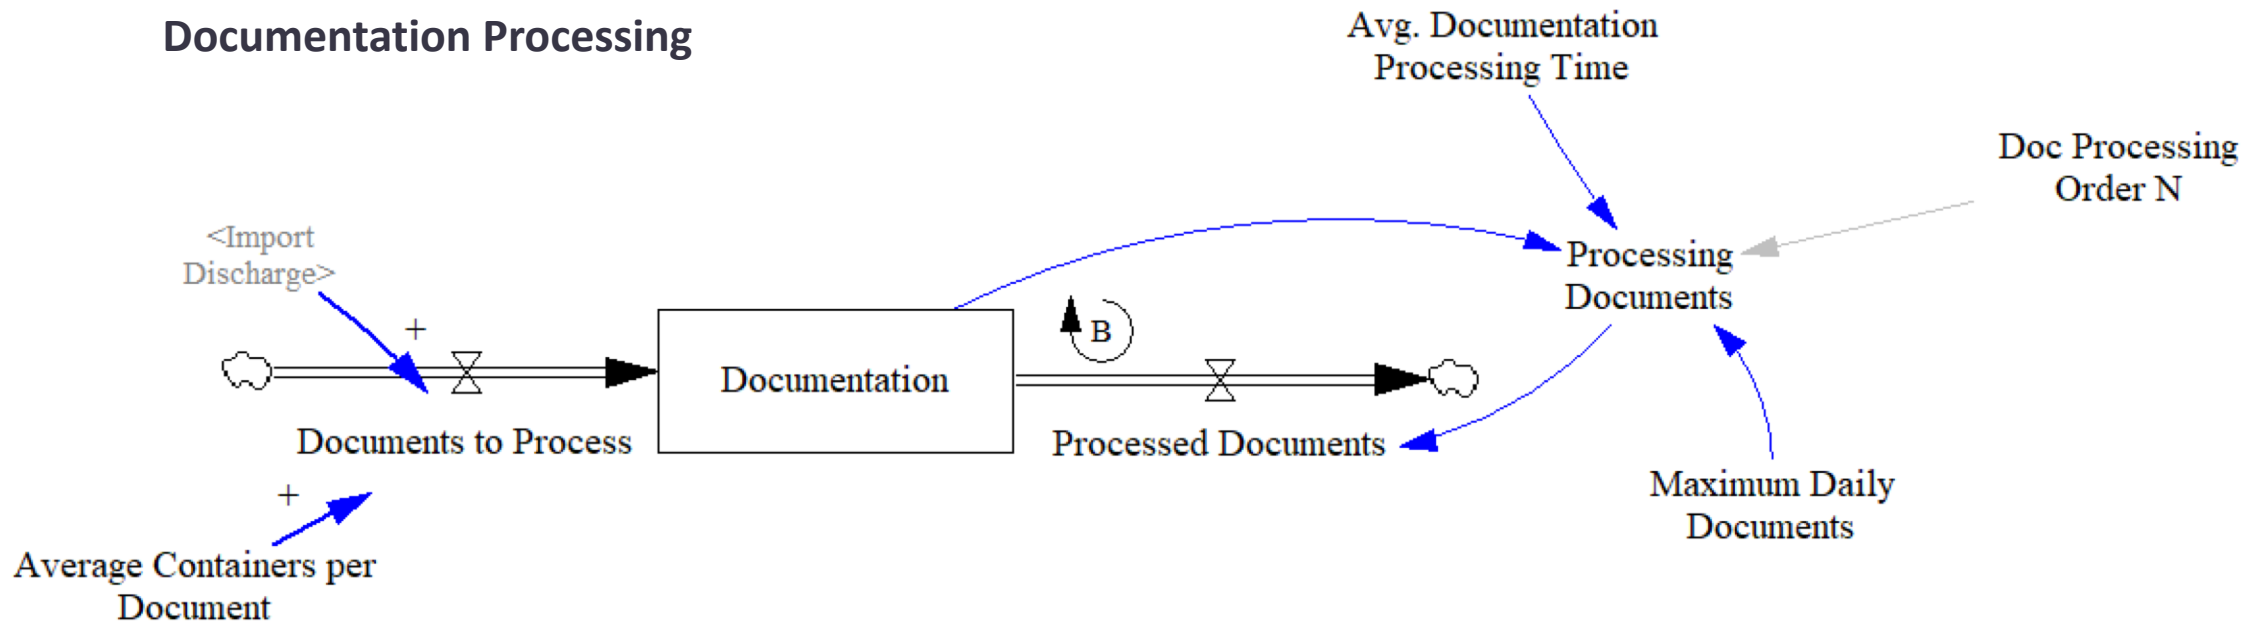 Documentation Processing
Avg. Documentation
Processing Time
Doc Processing
Order N
<Import
Discharge>
+
Processing
Documents
B
Documentation
Documents to Process
Processed Documents
+
Maximum Daily
Documents
Average Containers per
Document